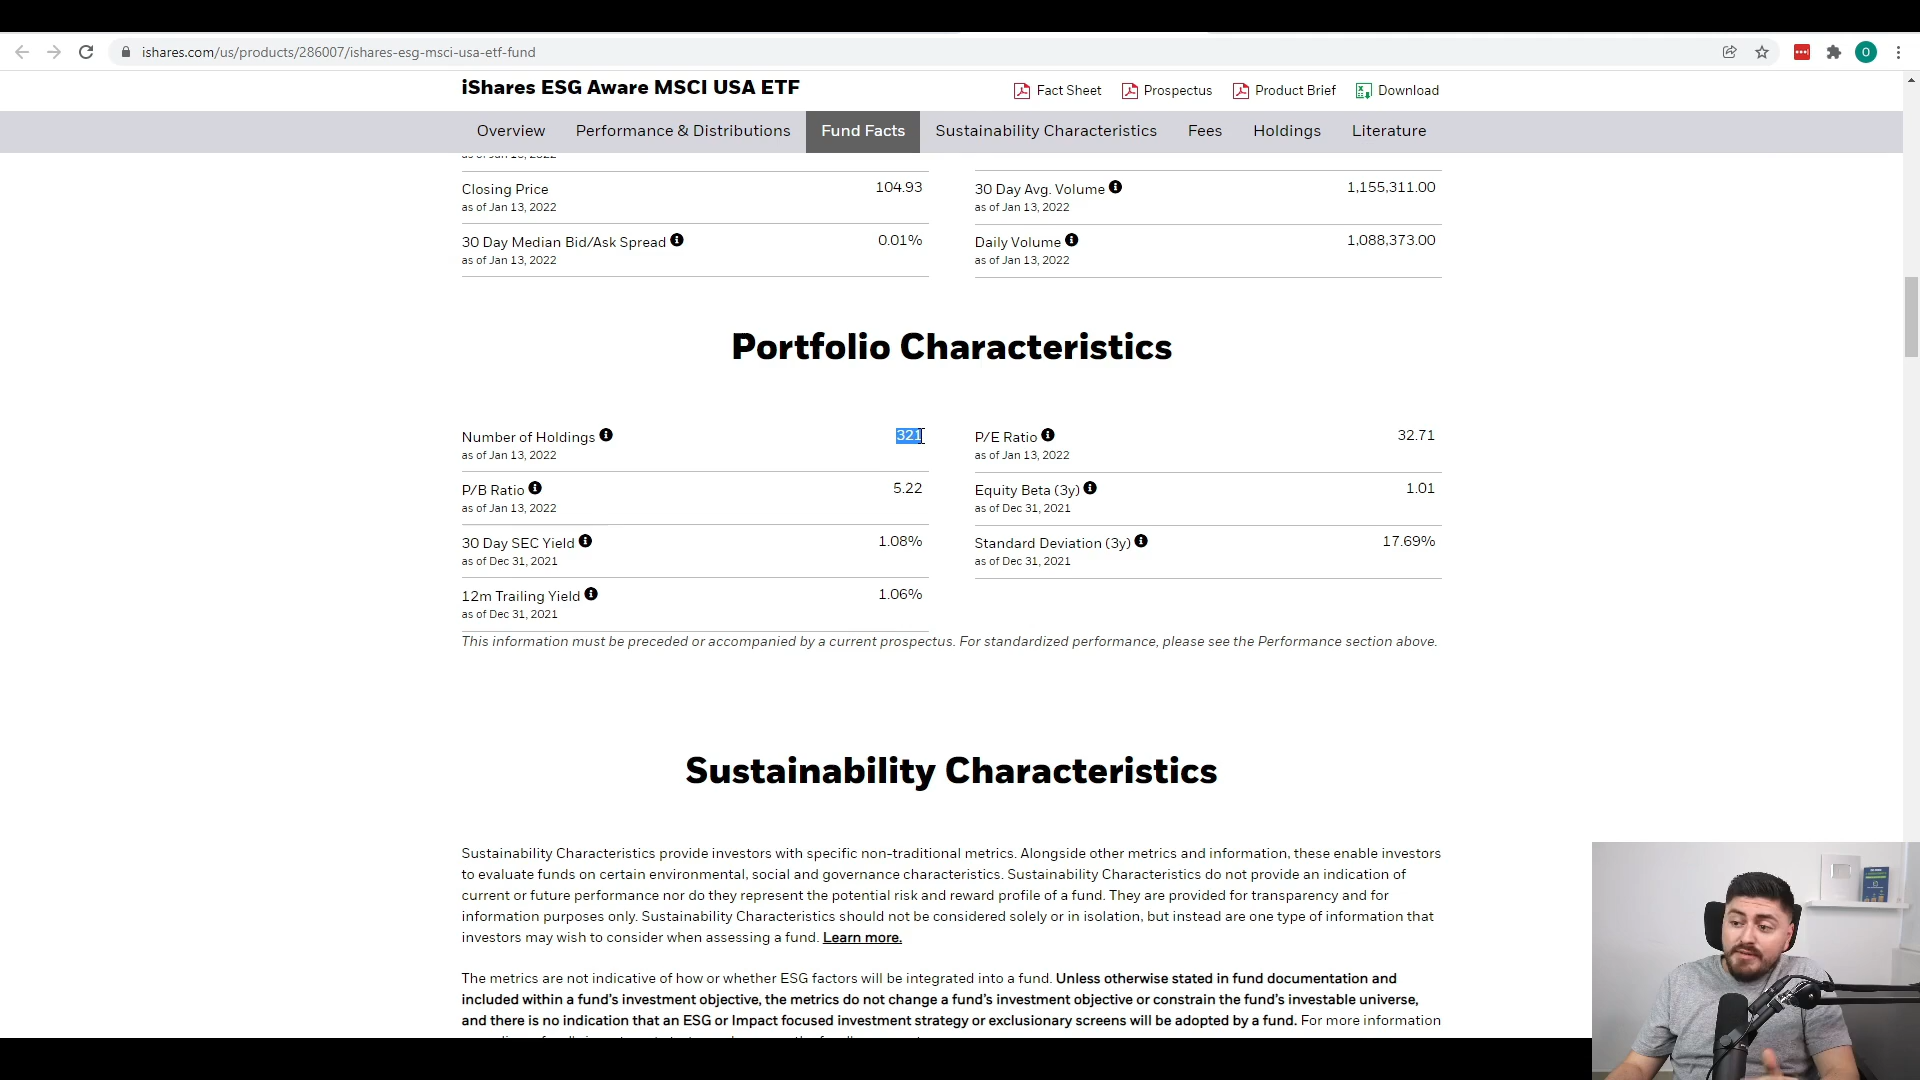 ishares.com/us/products/286007/ishares-esg-msci-usa-etf-fund
O
iShares ESG Aware MSCI USA ETF
Fact Sheet Prospectus Product Brief Download
Overview Performance & Distributions Fund Facts Sustainability Characteristics Fees Holdings Literature
Closing Price 104.93
as of Jan 13, 2022
30 Day Avg. Volume 1,155,311.00
as of Jan 13, 2022
30 Day Median Bid/Ask Spread 0.01%
as of Jan 13, 2022
Daily Volume 1,088,373.00
as of Jan 13, 2022
Portfolio Characteristics
Number of Holdings 321
as of Jan 13, 2022
P/E Ratio 32.71
as of Jan 13, 2022
P/B Ratio 5.22
as of Jan 13, 2022
Equity Beta (3y) 1.01
as of Dec 31, 2021
30 Day SEC Yield 1.08%
as of Dec 31, 2021
Standard Deviation (3y) 17.69%
as of Dec 31, 2021
12m Trailing Yield 1.06%
as of Dec 31, 2021
This information must be preceded or accompanied by a current prospectus. For standardized performance, please see the Performance section above.
Sustainability Characteristics
Sustainability Characteristics provide investors with specific non-traditional metrics. Alongside other metrics and information, these enable investors
to evaluate funds on certain environmental, social and governance characteristics. Sustainability Characteristics do not provide an indication of
current or future performance nor do they represent the potential risk and reward profile of a fund. They are provided for transparency and for
information purposes only. Sustainability Characteristics should not be considered solely or in isolation, but instead are one type of information that
investors may wish to consider when assessing a fund. Learn more.
The metrics are not indicative of how or whether ESG factors will be integrated into a fund. Unless otherwise stated in fund documentation and
included within a fund's investment objective, the metrics do not change a fund's investment objective or constrain the fund's investable universe,
and there is no indication that an ESG or Impact focused investment strategy or exclusionary screens will be adopted by a fund. For more information